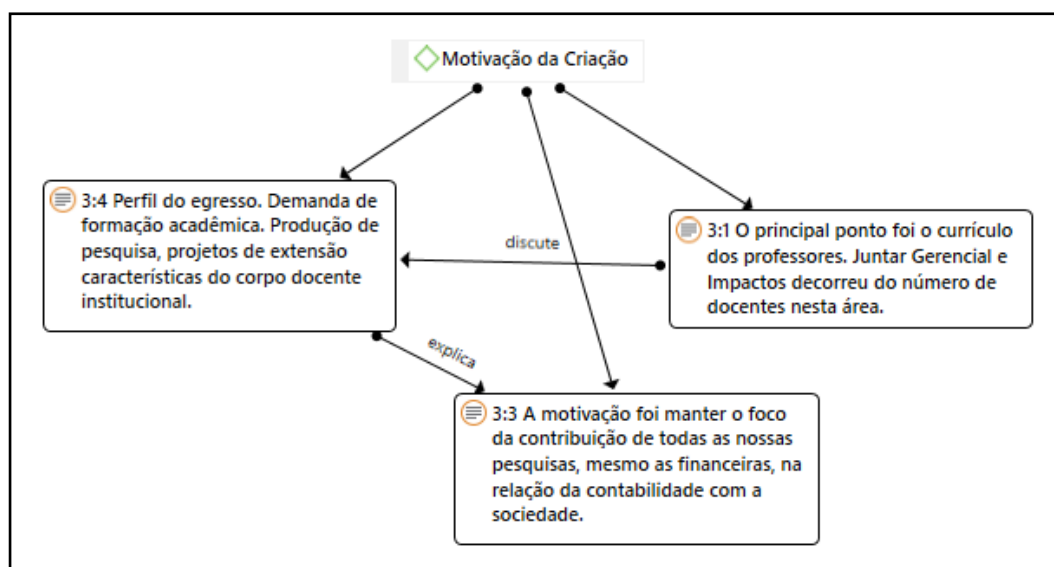 Motivação da Criação
3:4 Perfil do egresso. Demanda de
formação acadêmica. Produção de
pesquisa, projetos de extensão
características do corpo docente
institucional.
discute
3:1 O principal ponto foi o currículo
dos professores. Juntar Gerencial e
Impactos decorreu do número de
docentes nesta área.
explica
3:3 A motivação foi manter o foco
da contribuição de todas as nossas
pesquisas, mesmo as financeiras, na
relação da contabilidade com a
sociedade.